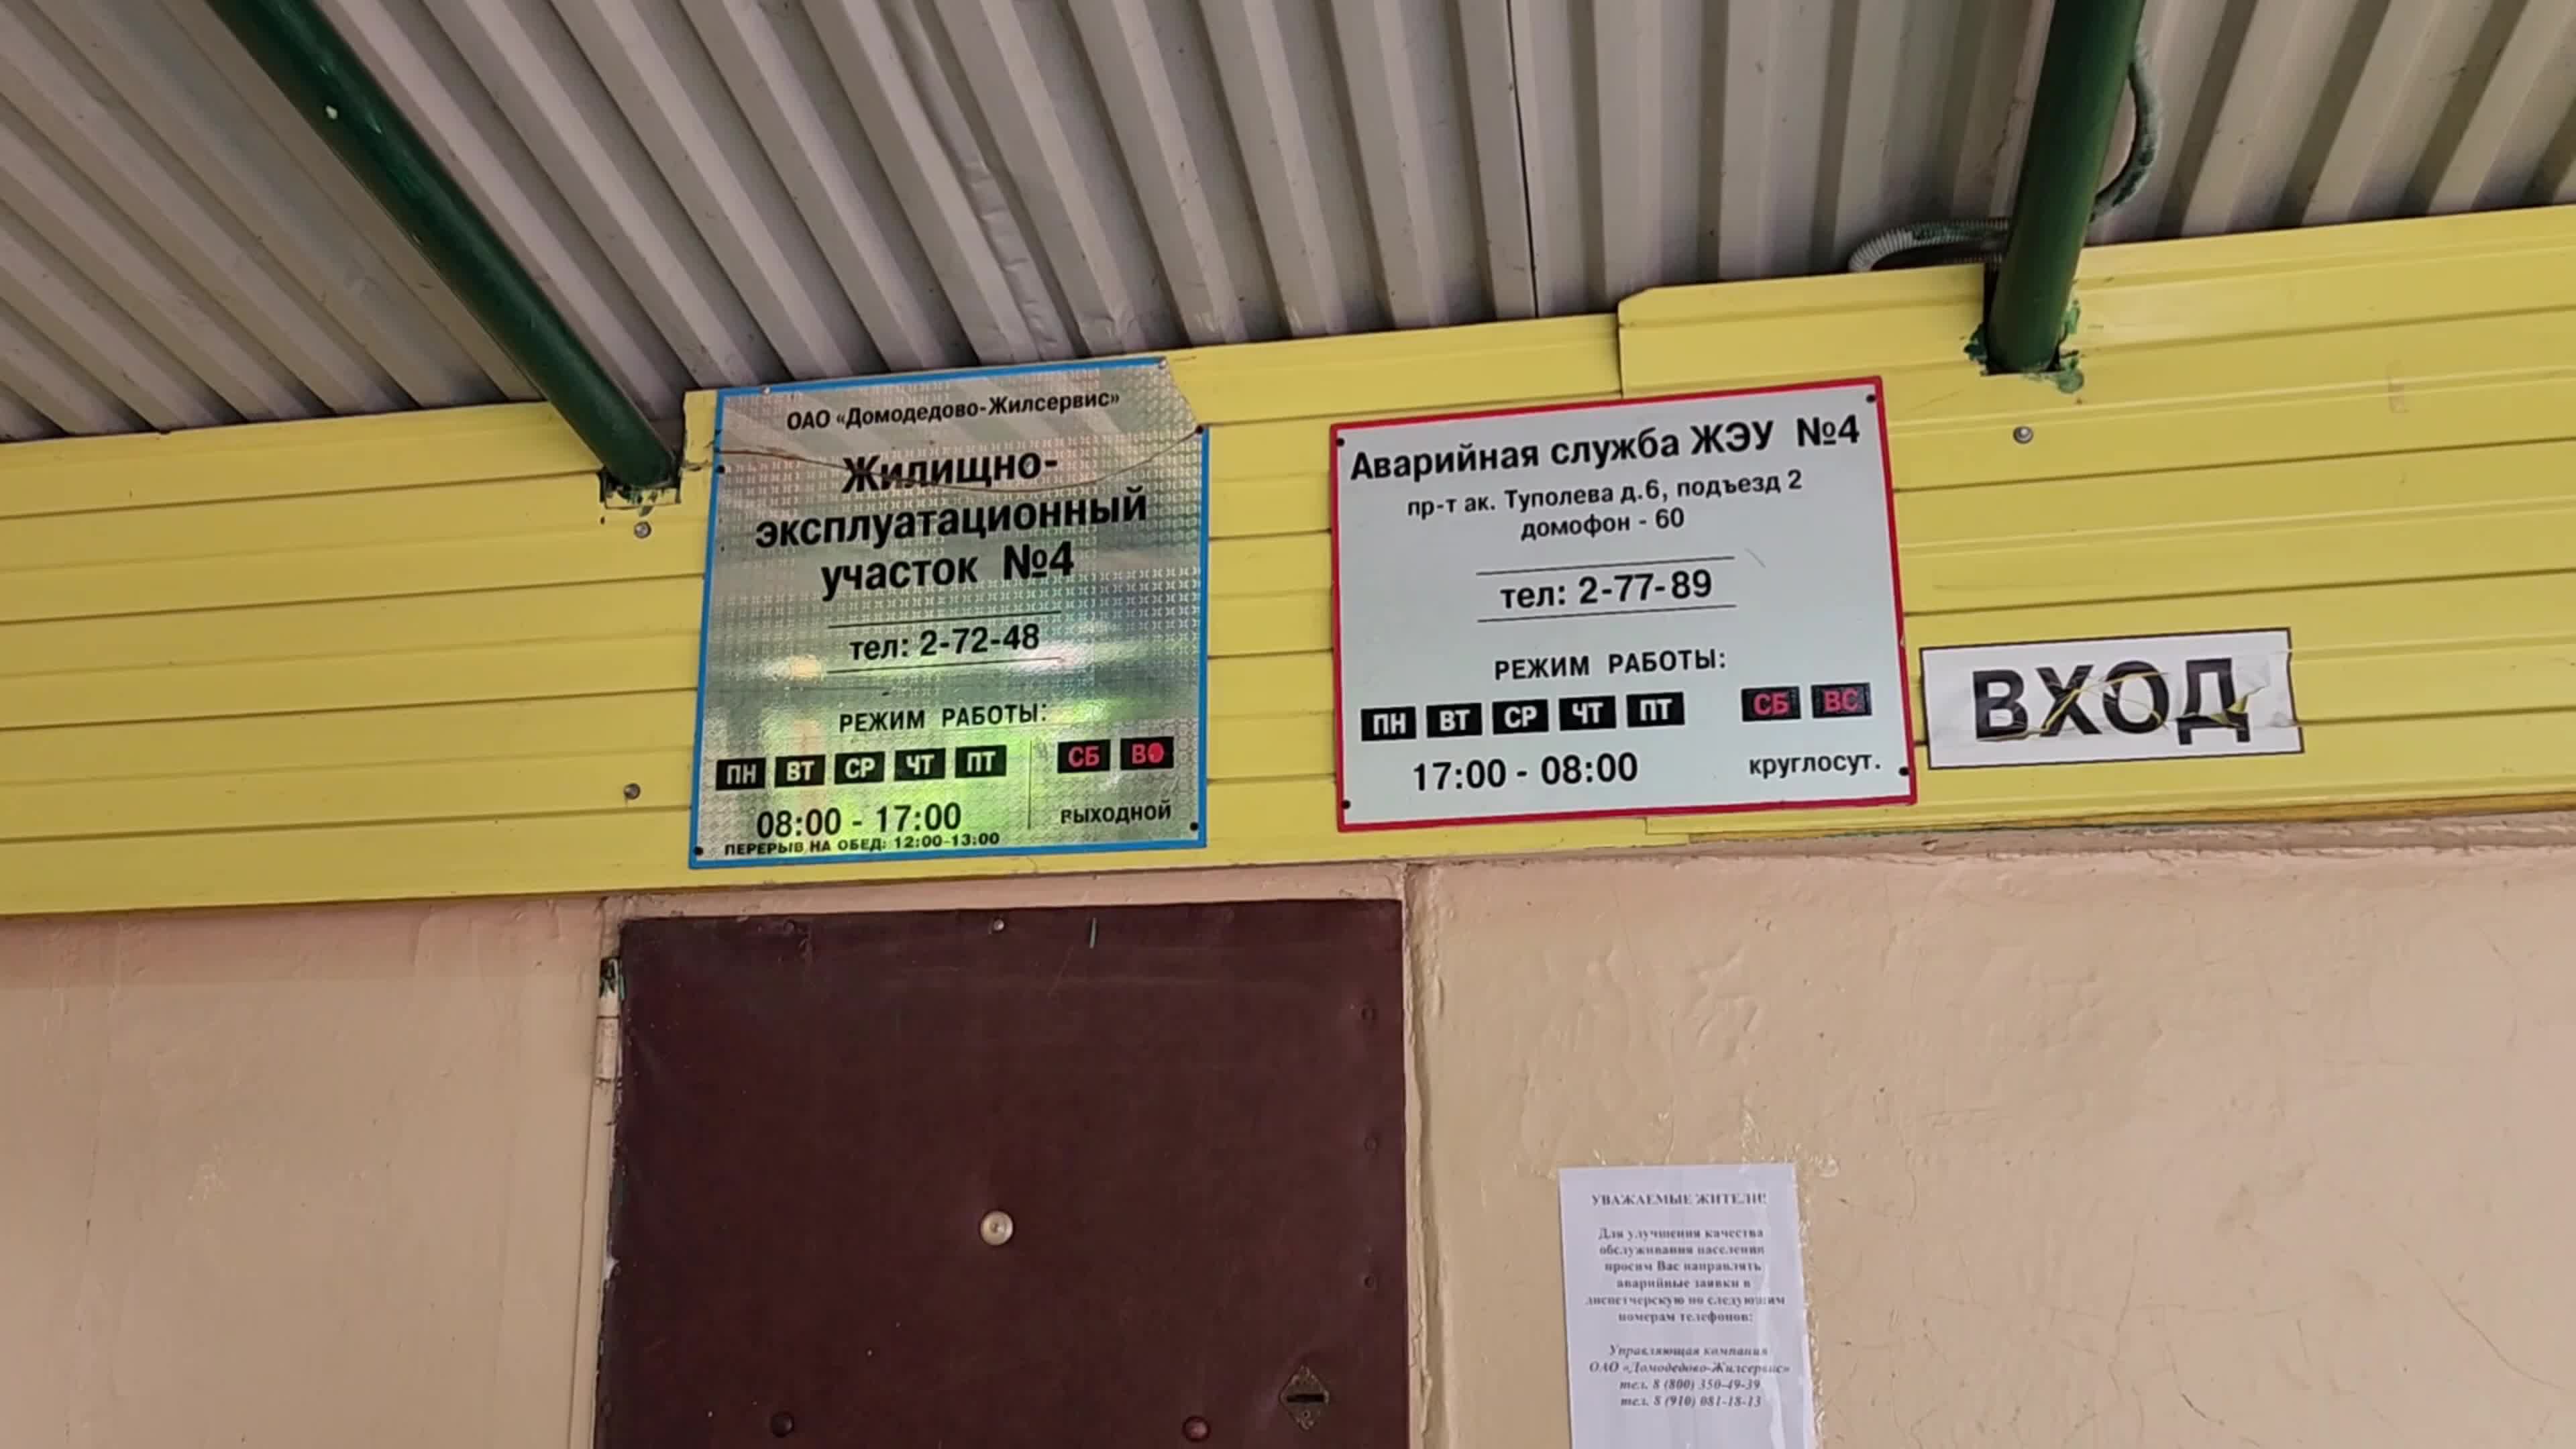 ОАО «Домодедово-Жилсервис»
Жилищно-
эксплуатационный
участок №4
тел: 2-72-48
РЕЖИМ РАБОТЫ:
ПН ВТ СР ЧТ ПТ СБ ВС
08:00 - 17:00 ВЫХОДНОЙ
ПЕРЕРЫВ НА ОБЕД: 12:00-13:00
Аварийная служба ЖЭУ №4
пр-т ак. Туполева д.6, подъезд 2
домофон - 60
тел: 2-77-89
РЕЖИМ РАБОТЫ:
ПН ВТ СР ЧТ ПТ СБ ВС
17:00 - 08:00 круглосут.
ВХОД
УВАЖАЕМЫЕ ЖИТЕЛИ!
Для улучшения качества
обслуживания населения
просим Вас направлять
аварийные заявки в
диспетчерскую по следующим
номерам телефонов:
Управляющая компания
ОАО «Домодедово-Жилсервис»
тел. 8 (800) 350-49-39
тел. 8 (910) 081-18-13